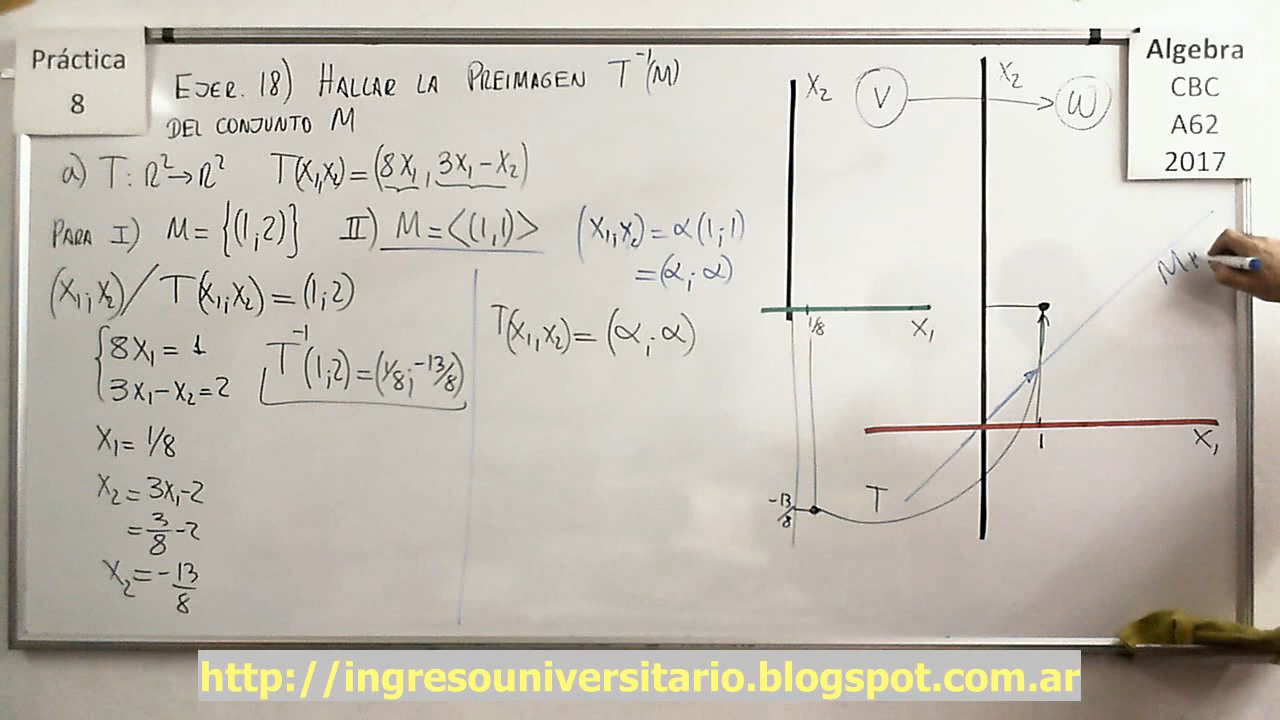 Práctica
8
EJER. 18) HALLAR LA PREIMAGEN T⁻¹(M)
DEL CONJUNTO M
a) T: R²→R² T(x₁,x₂)=(8x₁, 3x₁-x₂)
PARA I) M={(1;2)} II) M=<(1,1)> (x₁;x₂)=α(1;1)
=(α;α)
(x₁;x₂)/T(x₁;x₂)=(1;2)
{8x₁=1
3x₁-x₂=2
T⁻¹(1;2)=(1/8;-13/8)
x₁=1/8
x₂=3x₁-2
=3/8-2
x₂=-13/8
T(x₁,x₂)=(α;α)
x₂
V
x₂
W
1/8
x₁
-13/8
T
1
x₁
M
Algebra
CBC
A62
2017
http://ingresouniversitario.blogspot.com.ar